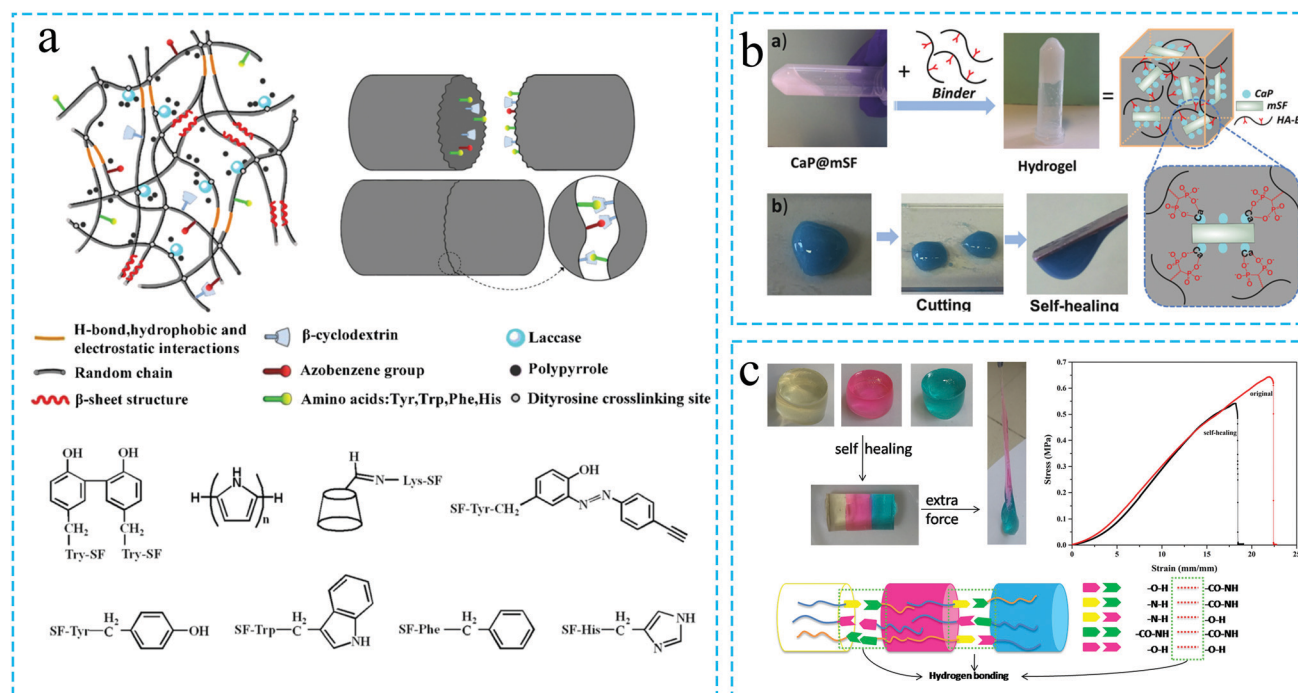 a
H-bond,hydrophobic and
electrostatic interactions
Random chain
β-sheet structure
β-cyclodextrin
Azobenzene group
Amino acids:Tyr,Trp,Phe,His
Laccase
Polypyrrole
Dityrosine crosslinking site
OH OH
CH2 CH2
Try-SF Try-SF
H N H n
H
N Lys-SF
OH
SF-Tyr-CH2 N N
SF-Tyr H2 C OH
SF-Trp H2 C NH
SF-Phe H2 C
SF-His H2 C HN N
b
a)
+
Binder
=
CaP@mSF
Hydrogel
CaP
mSF
b)
Cutting
Self-healing
Ca Ca
Ca Ca
c
self healing
extra
force
Stress (MPa)
0.7
0.6
0.5
0.4
0.3
0.2
0.1
0.0
0 5 10 15 20 25
Strain (mm/mm)
original
self-healing
-O-H -CO-NH
-N-H -CO-NH
-N-H -O-H
-CO-NH -CO-NH
-O-H -O-H
Hydrogen bonding